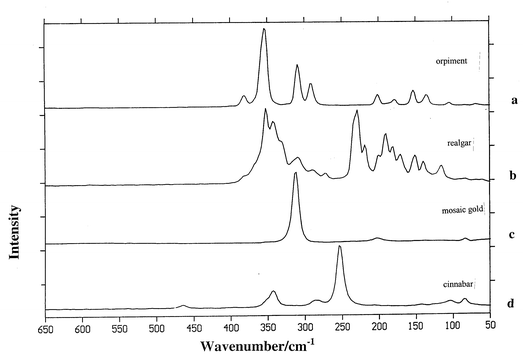 orpiment
a
realgar
b
mosaic gold
c
cinnabar
d
Intensity
650 600 550 500 450 400 350 300 250 200 150 100 50
Wavenumber/cm-1